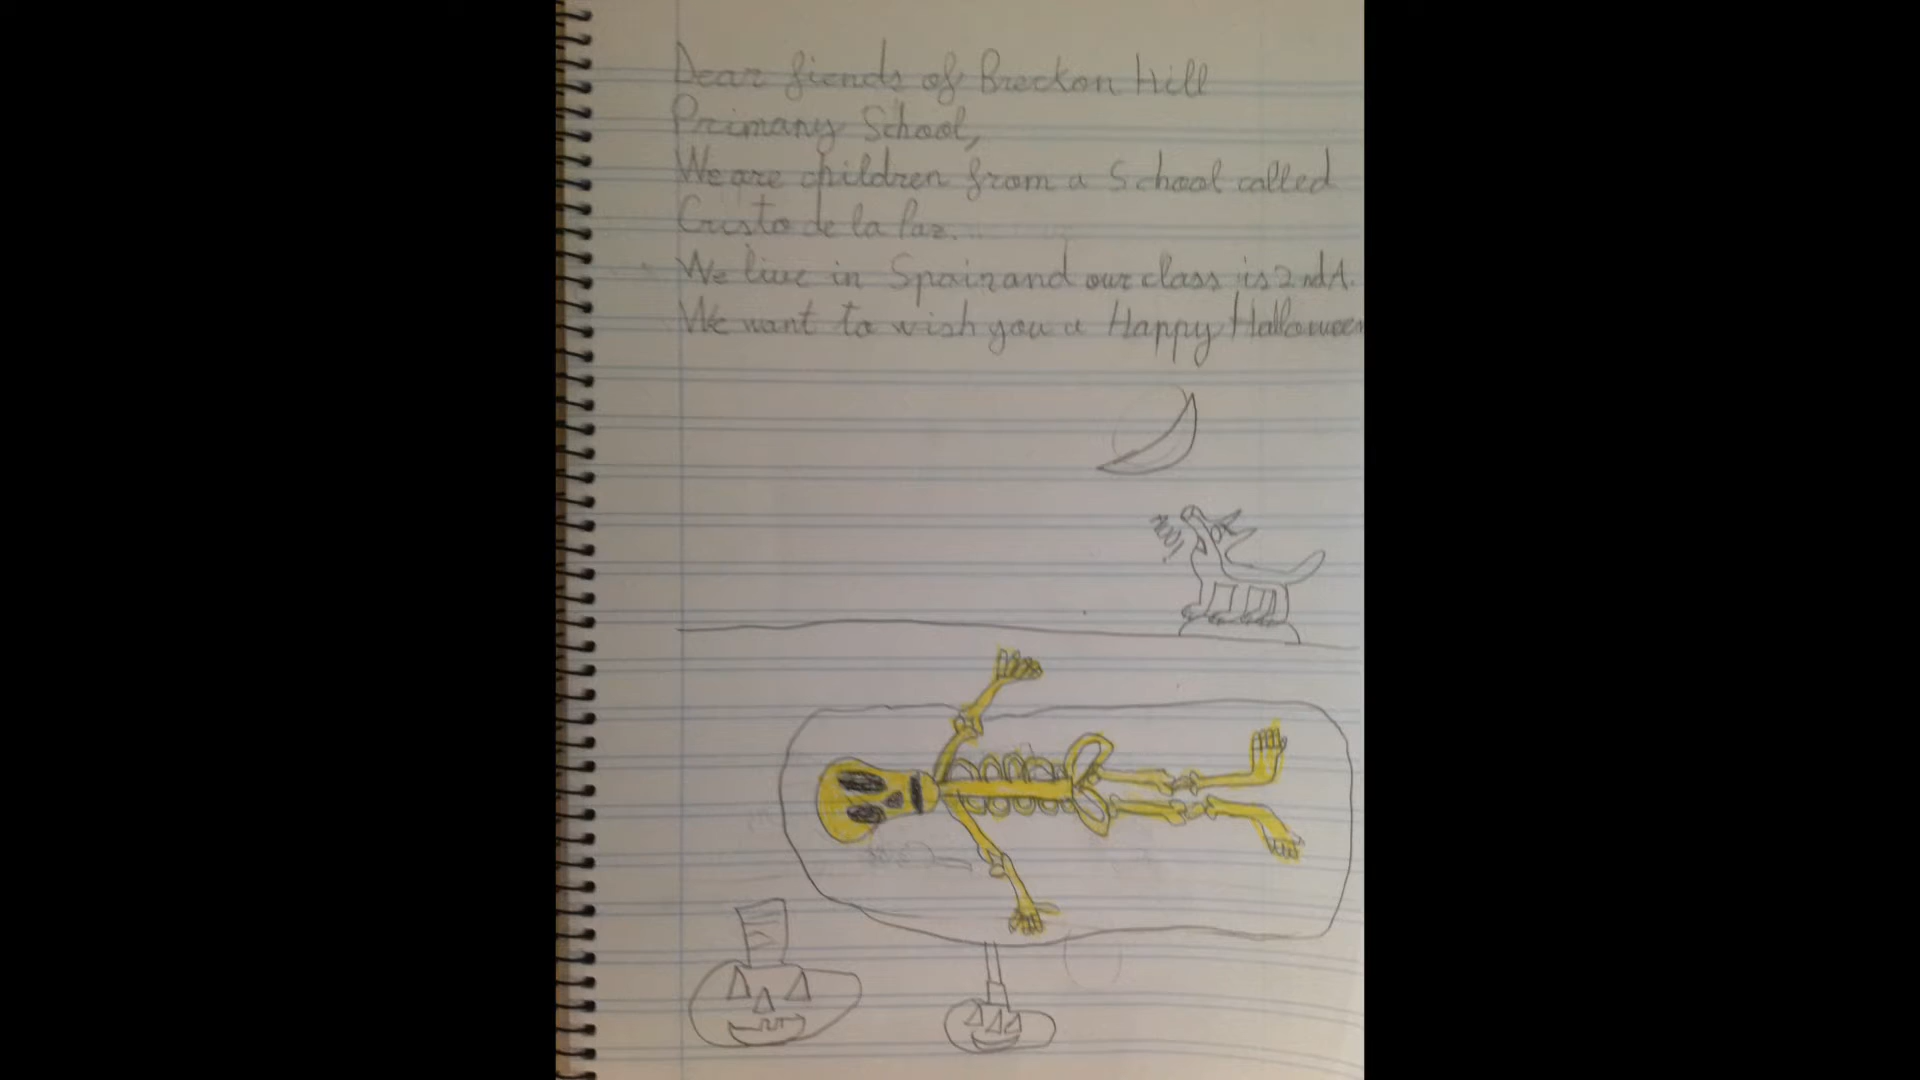 Dear fiends of Breckon Hill
Primary School,
We are children from a School called
Cristo de la Paz.
We live in Spain and our class is 2nd A.
We want to wish you a Happy Halloween